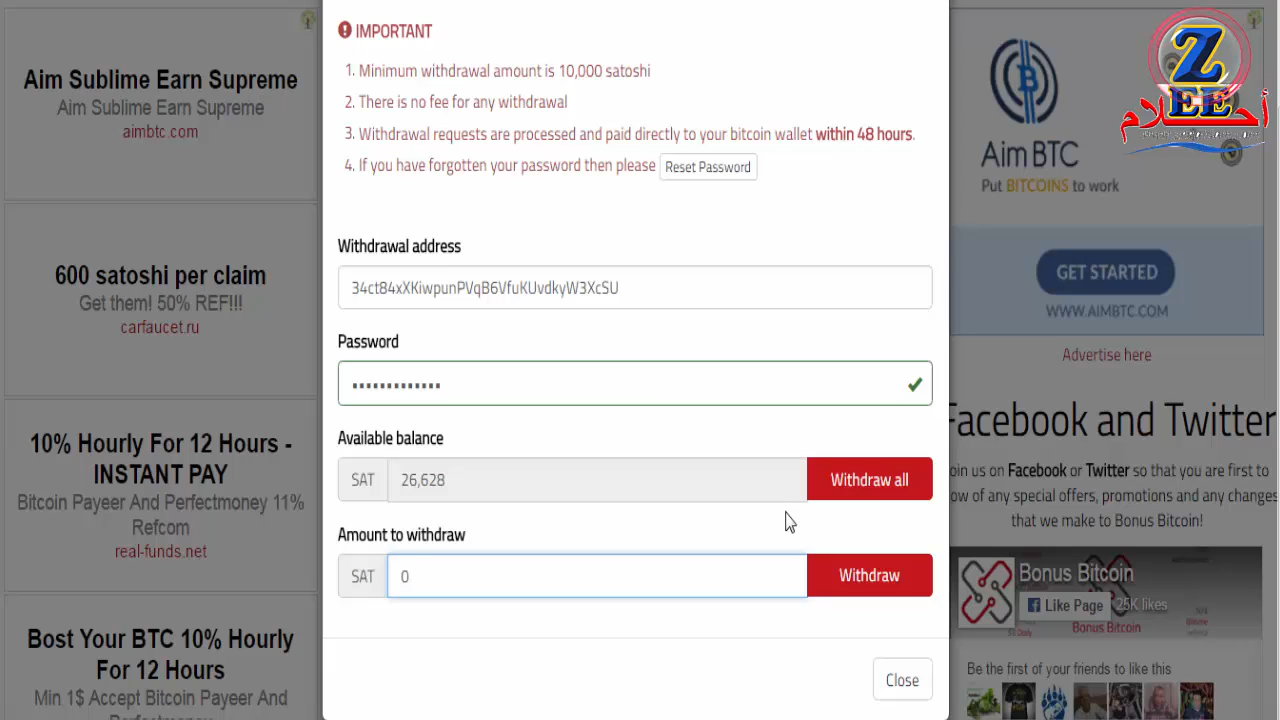 Aim Sublime Earn Supreme
Aim Sublime Earn Supreme
aimbtc.com
600 satoshi per claim
Get them! 50% REF!!!
carfaucet.ru
10% Hourly For 12 Hours -
INSTANT PAY
Bitcoin Payeer And Perfectmoney 11%
Refcom
real-funds.net
Bost Your BTC 10% Hourly
For 12 Hours
Min 1$ Accept Bitcoin Payeer And
IMPORTANT
1. Minimum withdrawal amount is 10,000 satoshi
2. There is no fee for any withdrawal
3. Withdrawal requests are processed and paid directly to your bitcoin wallet within 48 hours.
4. If you have forgotten your password then please Reset Password
Withdrawal address
34ct84xXKiwpunPVqB6VfuKUvdkyW3XcSU
Password
•••••••••••••
Available balance
SAT 26,628 Withdraw all
Amount to withdraw
SAT 0 Withdraw
Close
Z
EE
أحلام
Aim BTC
Put BITCOINS to work
GET STARTED
WWW.AIMBTC.COM
Advertise here
Facebook and Twitter
oin us on Facebook or Twitter so that you are first to
ow of any special offers, promotions and any changes
that we make to Bonus Bitcoin!
Bonus Bitcoin
Like Page 25K likes
Bonus Bitcoin
Be the first of your friends to like this